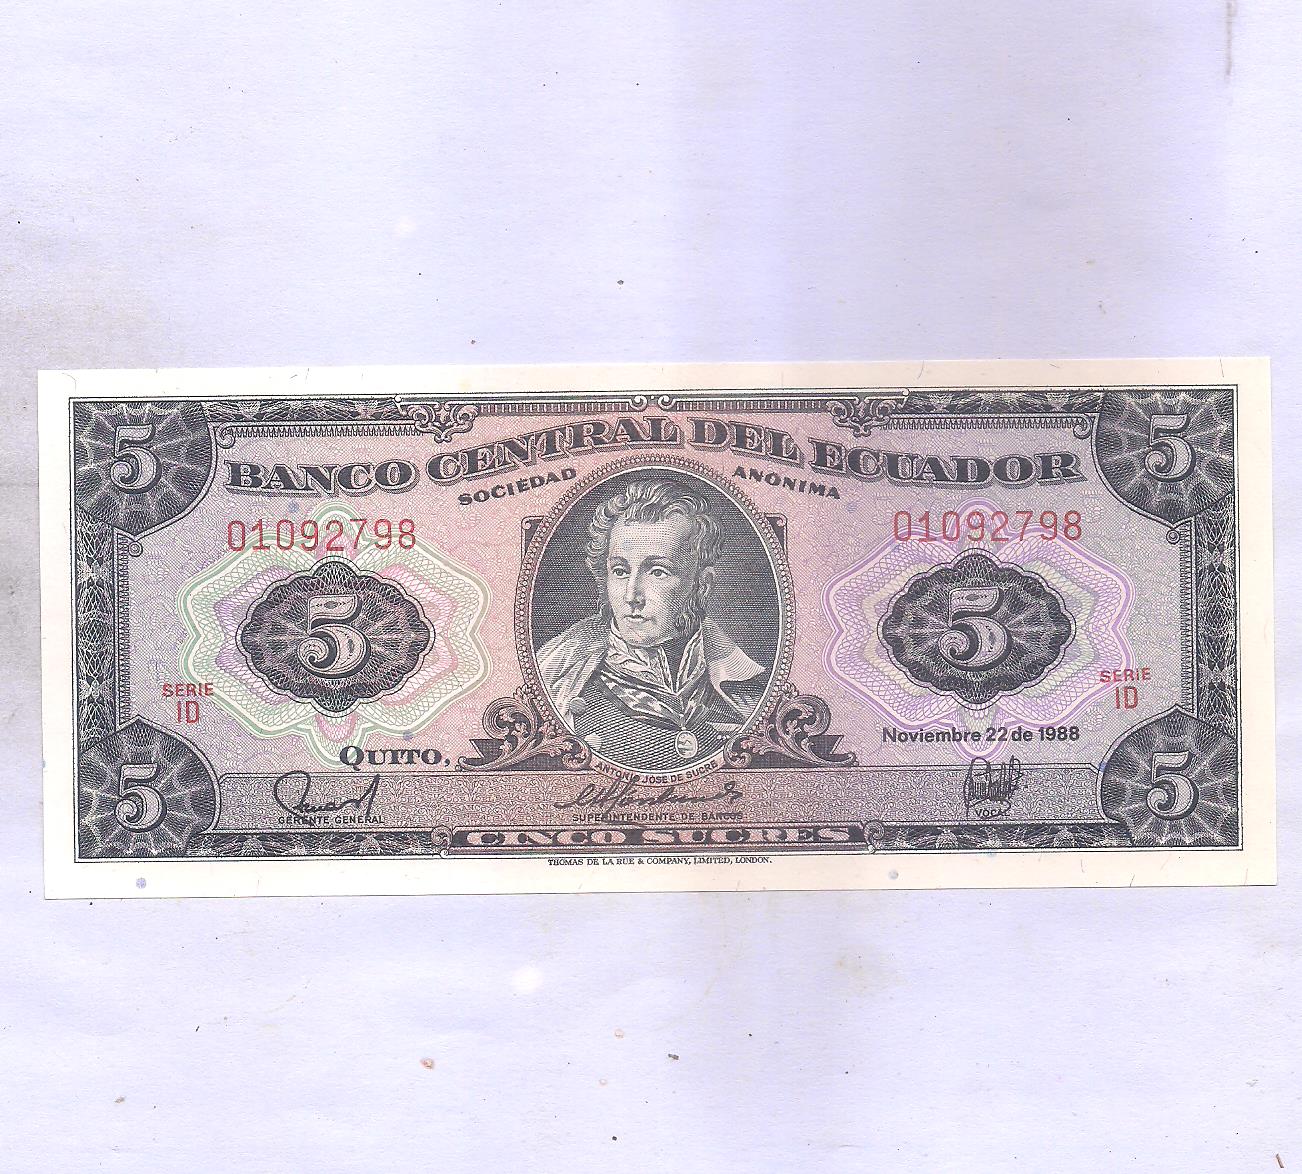 5 5
BANCO CENTRAL DEL ECUADOR
SOCIEDAD ANÓNIMA
01092798 01092798
5 5
SERIE SERIE
ID ID
QUITO, Noviembre 22 de 1988
ANTONIO JOSE DE SUCRE
5 5
GERENTE GENERAL SUPERINTENDENTE DE BANCOS VOCAL
CINCO SUCRES
THOMAS DE LA RUE & COMPANY, LIMITED, LONDON.